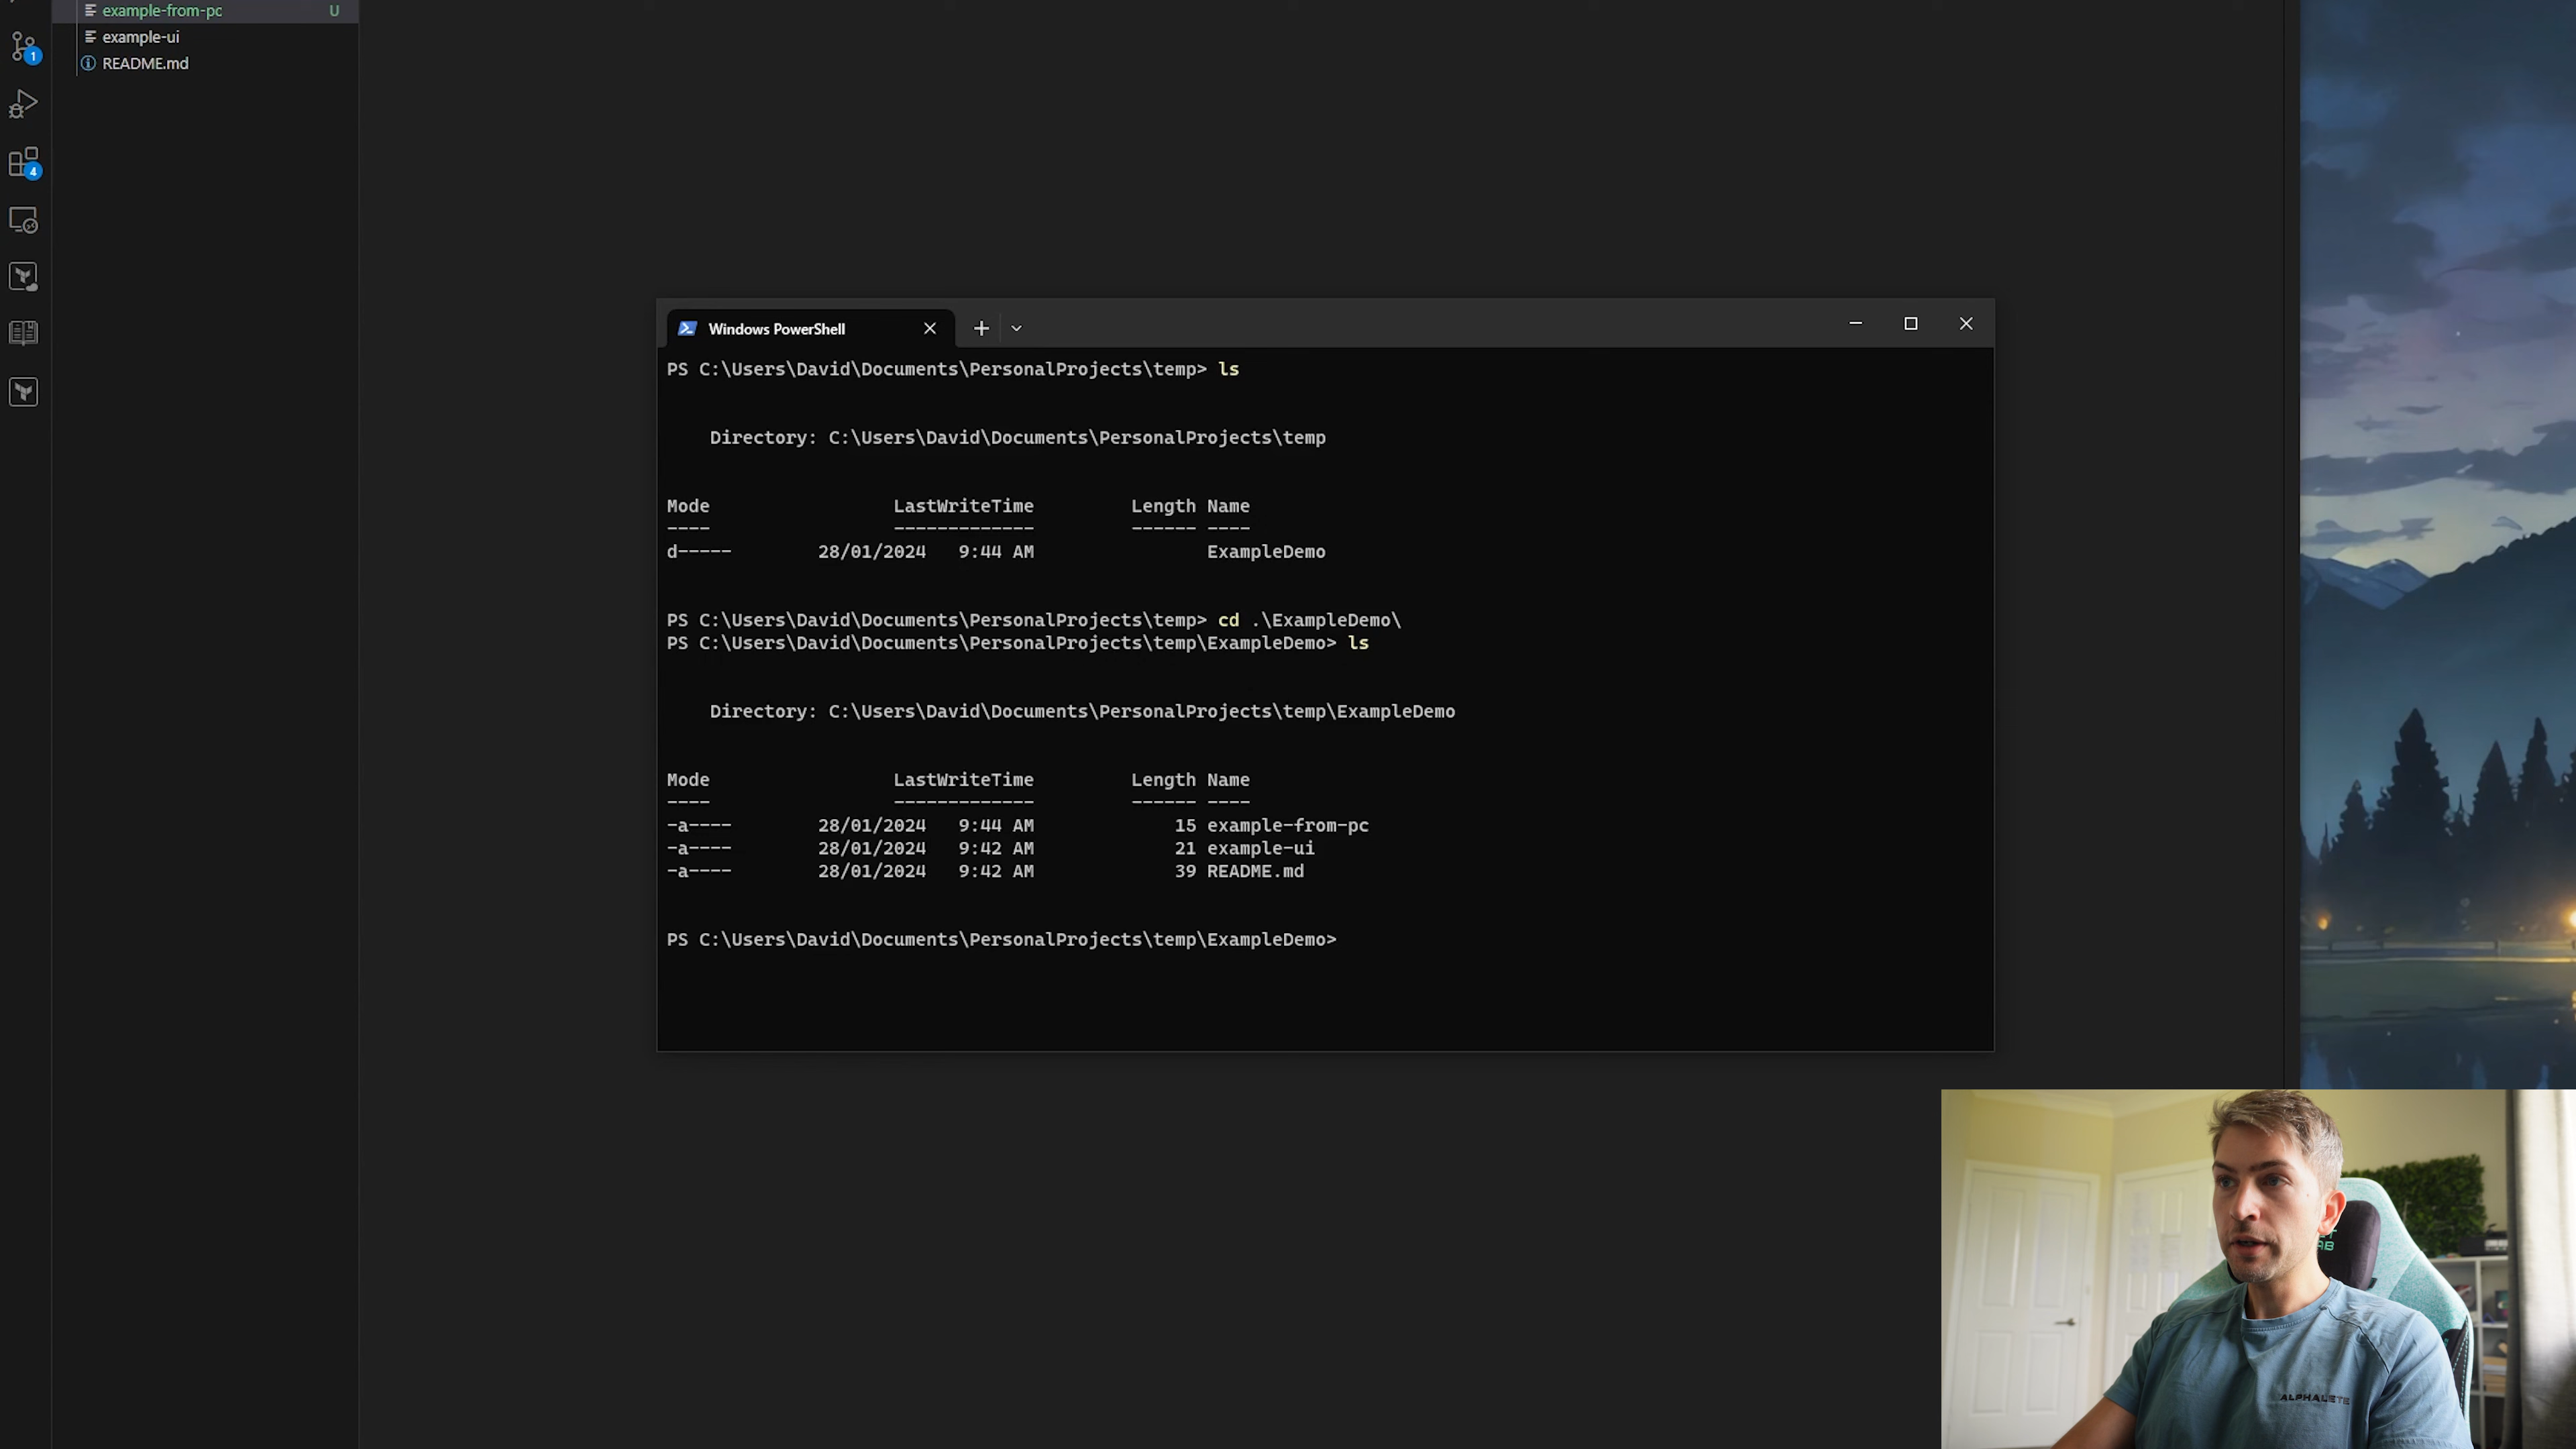 example-from-pc U
example-ui
README.md
1
4
Windows PowerShell
PS C:\Users\David\Documents\PersonalProjects\temp> ls
Directory: C:\Users\David\Documents\PersonalProjects\temp
Mode LastWriteTime Length Name
---- ------------- ------ ----
d----- 28/01/2024 9:44 AM ExampleDemo
PS C:\Users\David\Documents\PersonalProjects\temp> cd .\ExampleDemo\
PS C:\Users\David\Documents\PersonalProjects\temp\ExampleDemo> ls
Directory: C:\Users\David\Documents\PersonalProjects\temp\ExampleDemo
Mode LastWriteTime Length Name
---- ------------- ------ ----
-a---- 28/01/2024 9:44 AM 15 example-from-pc
-a---- 28/01/2024 9:42 AM 21 example-ui
-a---- 28/01/2024 9:42 AM 39 README.md
PS C:\Users\David\Documents\PersonalProjects\temp\ExampleDemo>
ALPHALETE